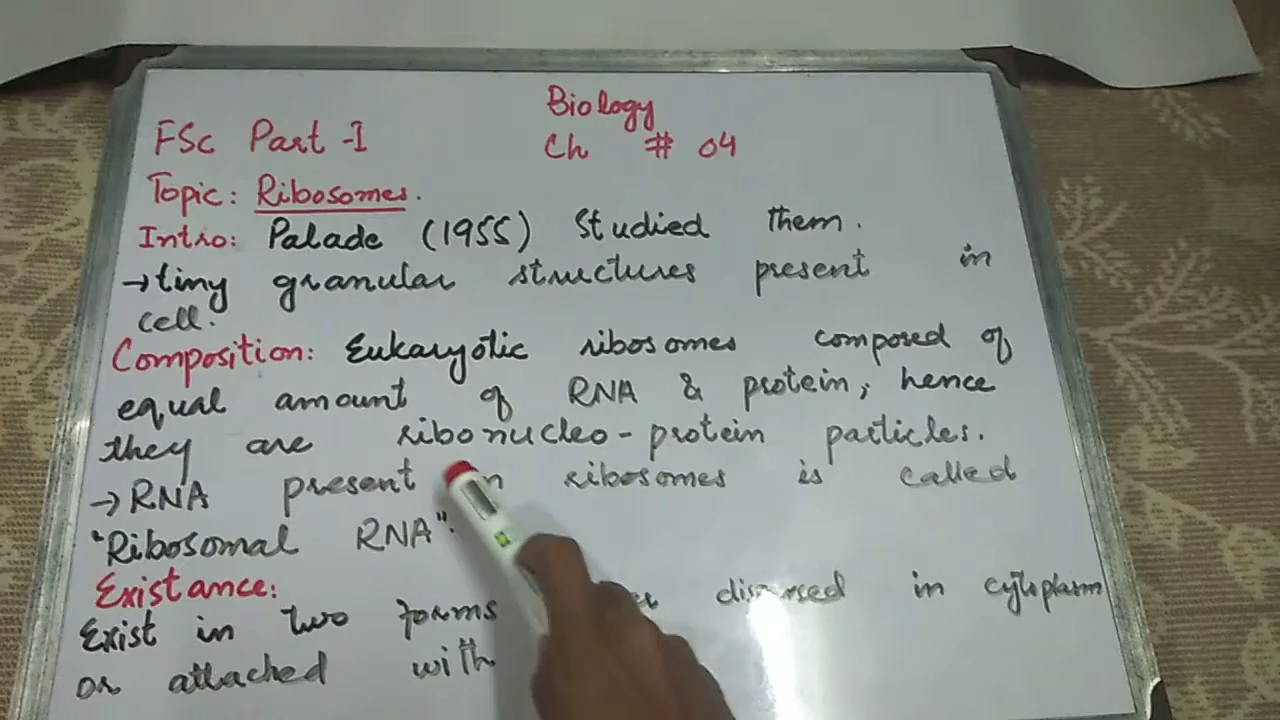 Biology
FSc Part -I
Ch # 04
Topic: Ribosomes.
Intro: Palade (1955) Studied them.
→tiny granular structures present in
cell.
Composition: Eukaryotic ribosomes composed of
equal amount of RNA & protein, hence
they are ribonucleo-protein particles.
→RNA present in ribosomes is called
"Ribosomal RNA".
Existance:
Exist in two forms dispersed in cytoplasm
or attached with